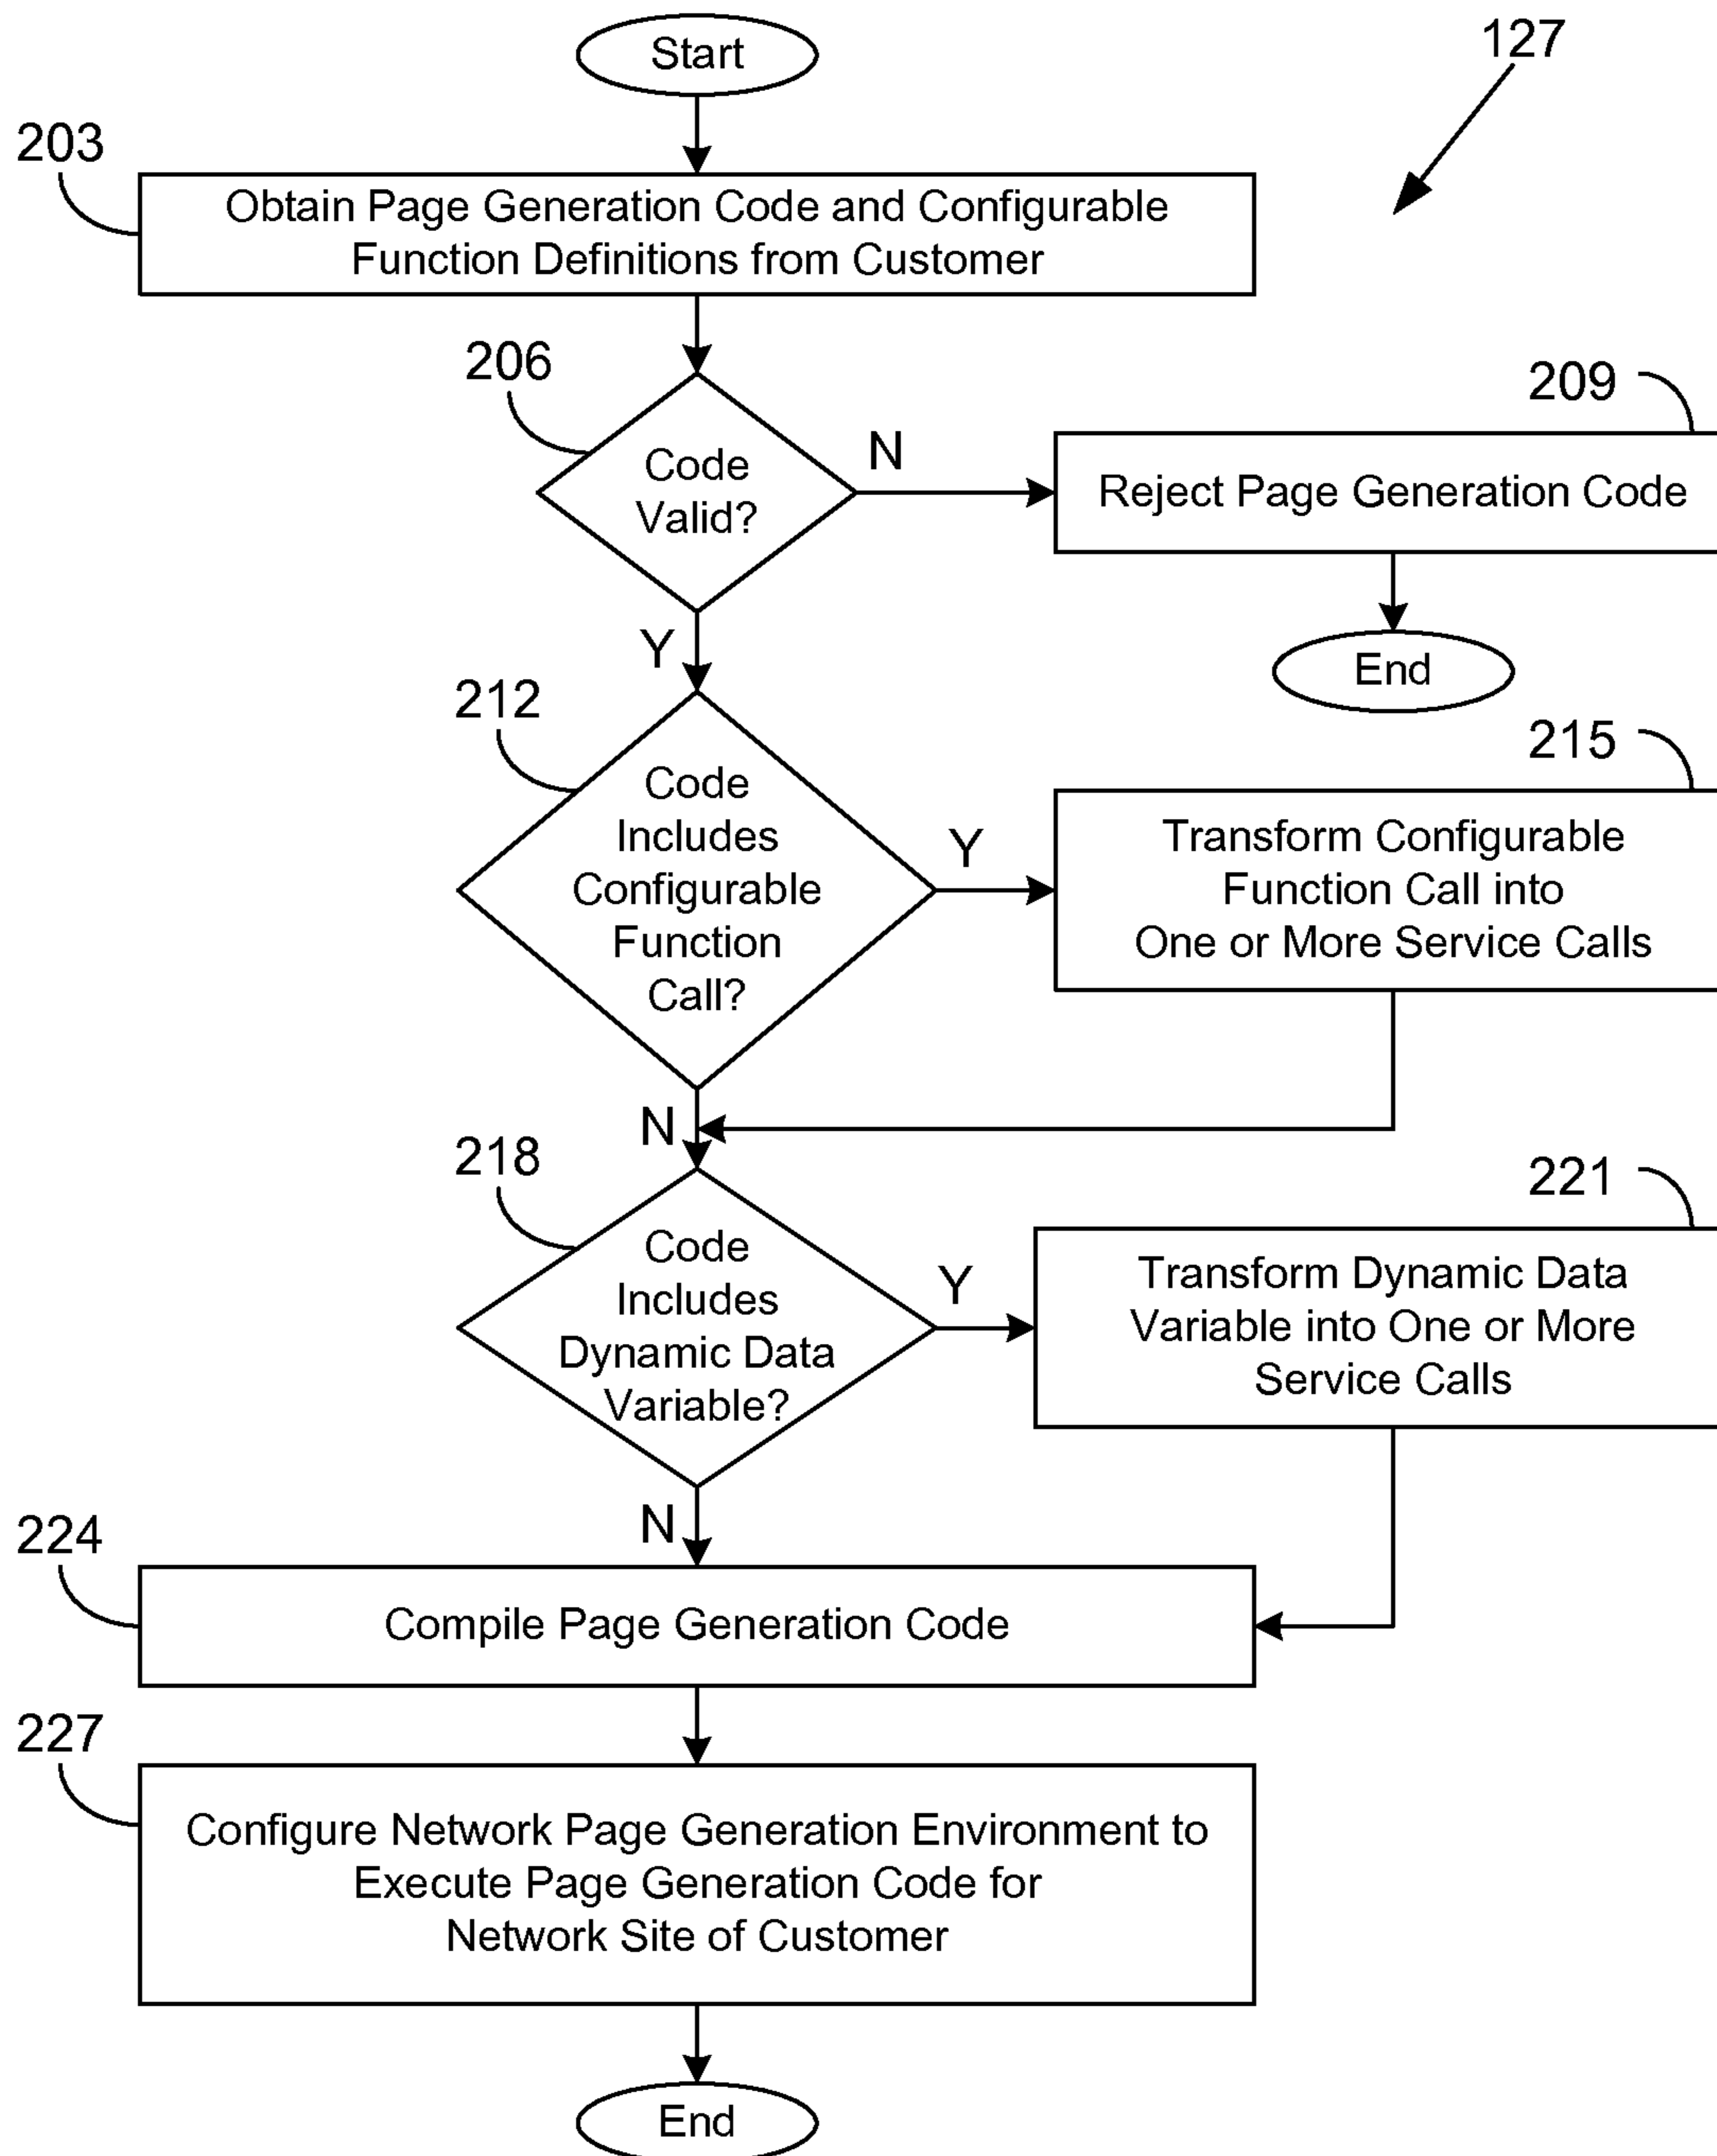 Start
127
203
Obtain Page Generation Code and Configurable
Function Definitions from Customer
206
Code
Valid?
N
209
Reject Page Generation Code
End
Y
212
Code
Includes
Configurable
Function
Call?
Y
215
Transform Configurable
Function Call into
One or More Service Calls
N
218
Code
Includes
Dynamic Data
Variable?
Y
221
Transform Dynamic Data
Variable into One or More
Service Calls
N
224
Compile Page Generation Code
227
Configure Network Page Generation Environment to
Execute Page Generation Code for
Network Site of Customer
End